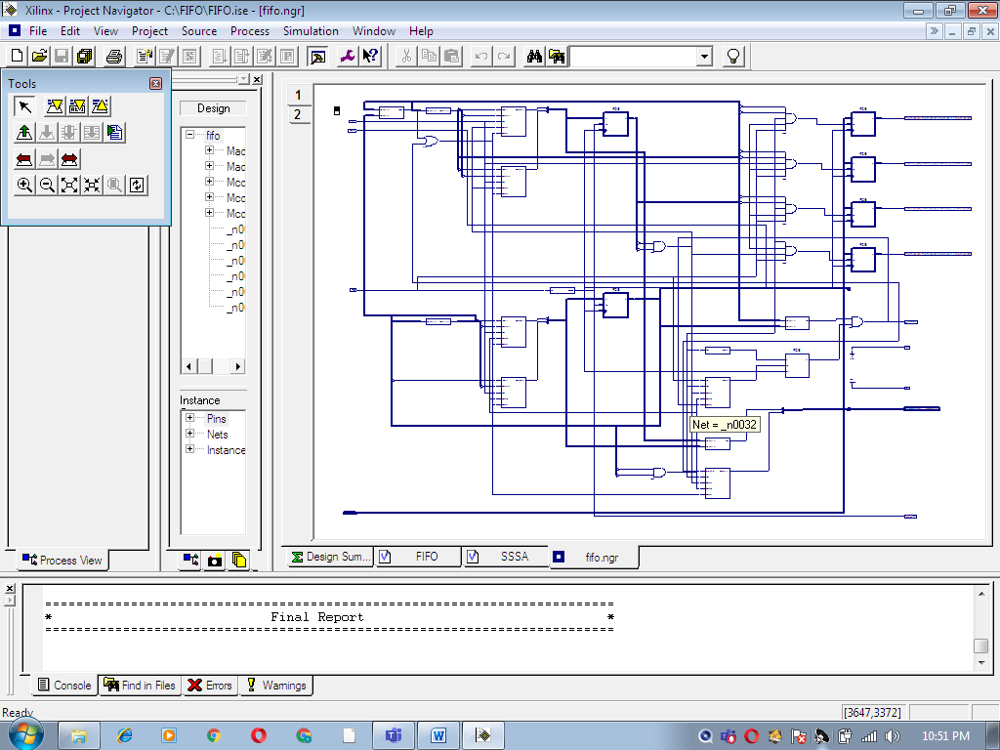 Xilinx - Project Navigator - C:\FIFO\FIFO.ise - [fifo.ngr]
File Edit View Project Source Process Simulation Window Help
Tools
Design
fifo
Mac
Mac
Mco
Mco
Mco
_n0
_n0
_n0
_n0
_n0
_n0
Instance
Pins
Nets
Instance
Process View
1
2
Net = _n0032
Design Sum... FIFO SSSA fifo.ngr
=========================================================================
* Final Report *
=========================================================================
Console Find in Files Errors Warnings
Ready
[3647,3372]
10:51 PM